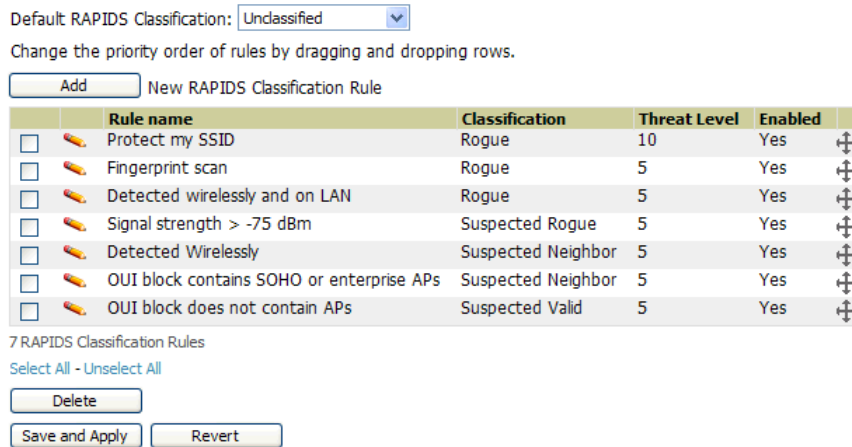 Default RAPIDS Classification: Unclassified
Change the priority order of rules by dragging and dropping rows.
Add New RAPIDS Classification Rule
Rule name Classification Threat Level Enabled
Protect my SSID Rogue 10 Yes
Fingerprint scan Rogue 5 Yes
Detected wirelessly and on LAN Rogue 5 Yes
Signal strength > -75 dBm Suspected Rogue 5 Yes
Detected Wirelessly Suspected Neighbor 5 Yes
OUI block contains SOHO or enterprise APs Suspected Neighbor 5 Yes
OUI block does not contain APs Suspected Valid 5 Yes
7 RAPIDS Classification Rules
Select All - Unselect All
Delete
Save and Apply Revert